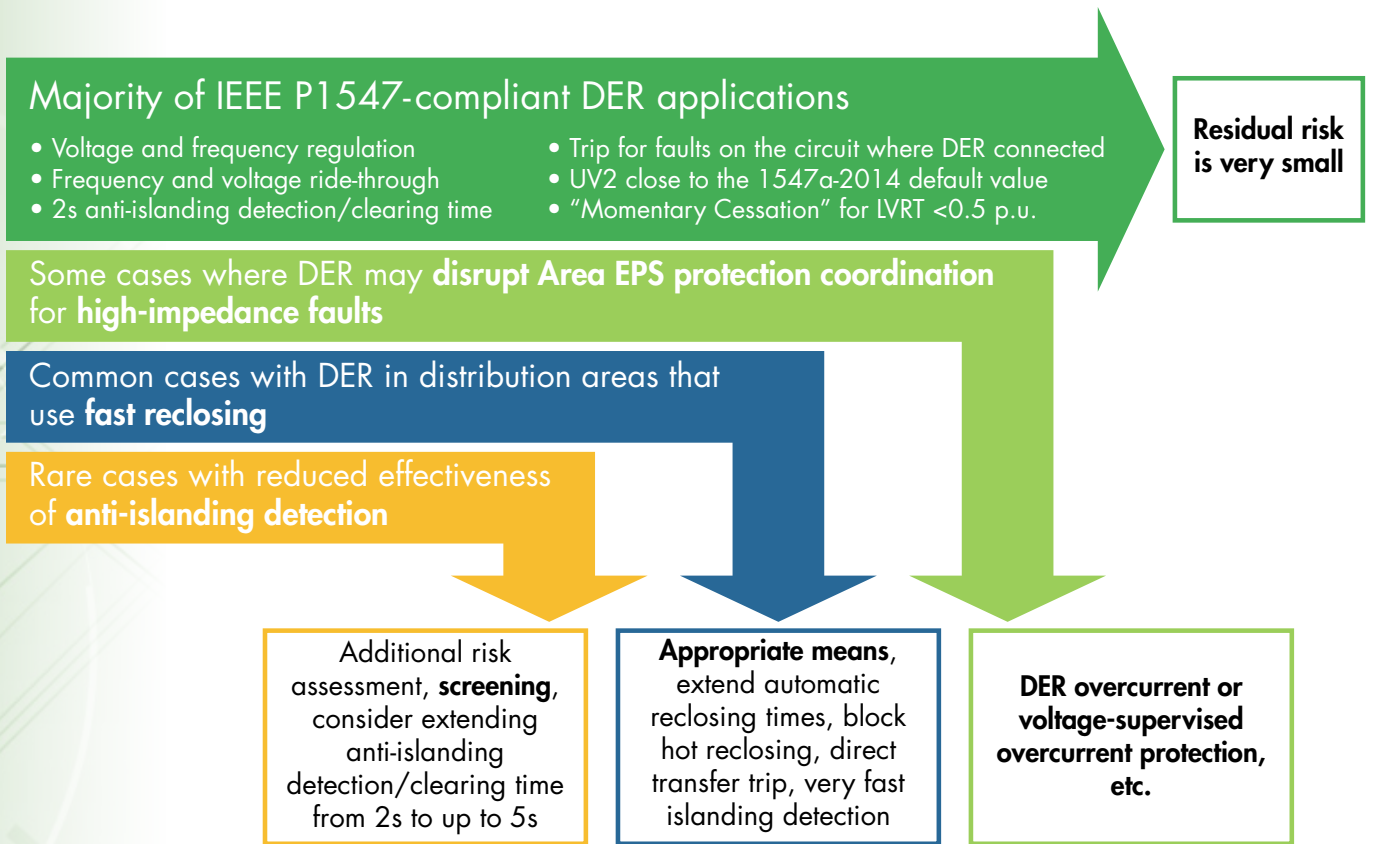 Majority of IEEE P1547-compliant DER applications
• Voltage and frequency regulation
• Frequency and voltage ride-through
• 2s anti-islanding detection/clearing time
• Trip for faults on the circuit where DER connected
• UV2 close to the 1547a-2014 default value
• “Momentary Cessation” for LVRT <0.5 p.u.
Residual risk
is very small
Some cases where DER may disrupt Area EPS protection coordination
for high-impedance faults
Common cases with DER in distribution areas that
use fast reclosing
Rare cases with reduced effectiveness
of anti-islanding detection
Additional risk
assessment, screening,
consider extending
anti-islanding
detection/clearing time
from 2s to up to 5s
Appropriate means,
extend automatic
reclosing times, block
hot reclosing, direct
transfer trip, very fast
islanding detection
DER overcurrent or
voltage-supervised
overcurrent protection,
etc.